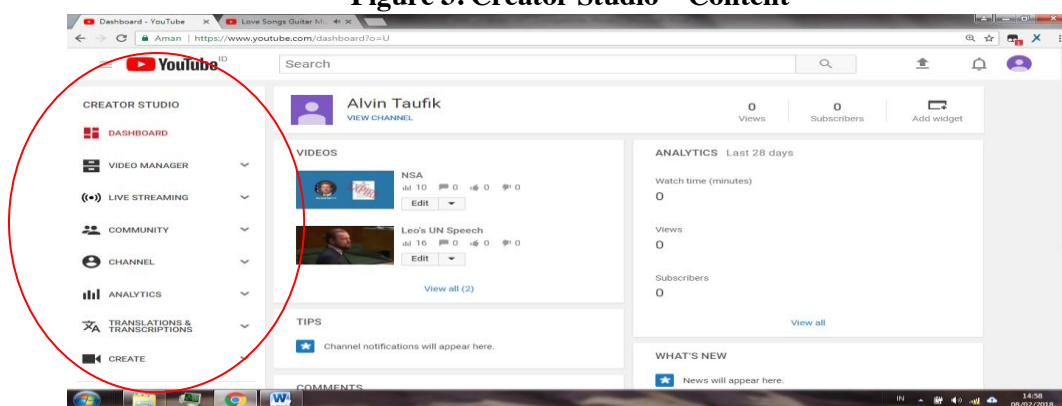 Figure 3. Creator Studio – Content
Dashboard - YouTube
Love Songs Guitar M
Aman | https://www.youtube.com/dashboard?o=U
YouTube ID
Search
CREATOR STUDIO
DASHBOARD
VIDEO MANAGER
LIVE STREAMING
COMMUNITY
CHANNEL
ANALYTICS
TRANSLATIONS &
TRANSCRIPTIONS
CREATE
Alvin Taufik
VIEW CHANNEL
0
Views
0
Subscribers
Add widget
VIDEOS
NSA
10 0 0 0
Edit
Leo's UN Speech
16 0 0 0
Edit
View all (2)
TIPS
Channel notifications will appear here.
COMMENTS
ANALYTICS Last 28 days
Watch time (minutes)
0
Views
0
Subscribers
0
View all
WHAT'S NEW
News will appear here.
IN
14:58
08/02/2018